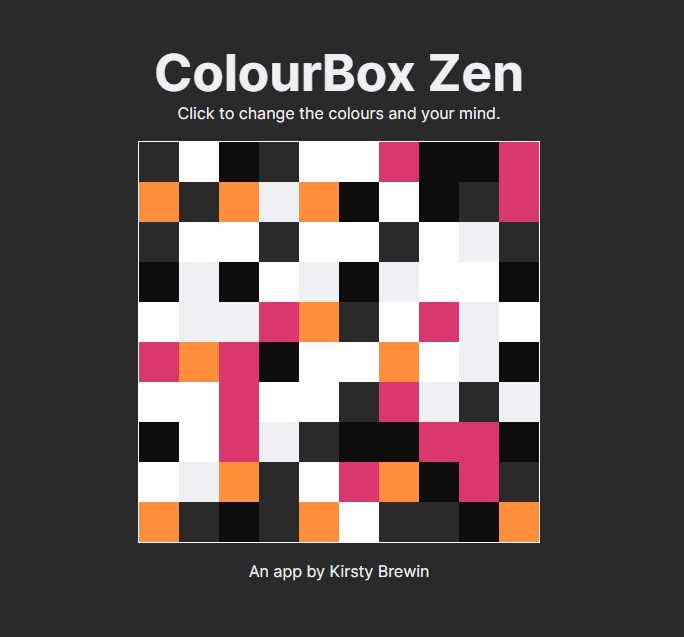 ColourBox Zen
Click to change the colours and your mind.
An app by Kirsty Brewin